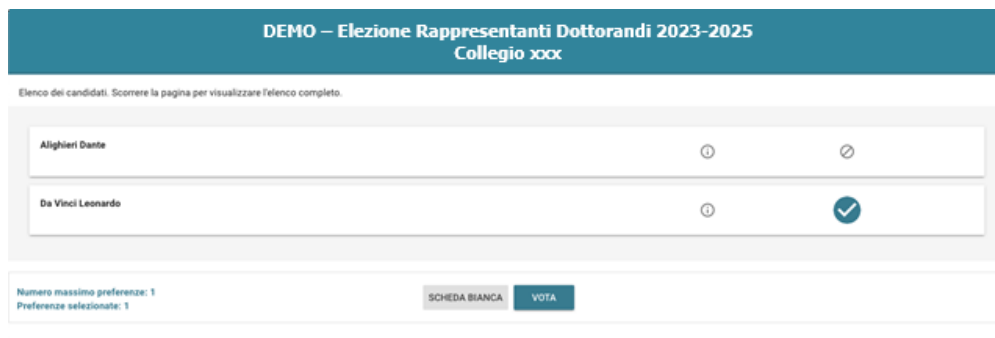 DEMO – Elezione Rappresentanti Dottorandi 2023-2025
Collegio xxx
Elenco dei candidati. Scorrere la pagina per visualizzare l'elenco completo.
Alighieri Dante
Da Vinci Leonardo
Numero massimo preferenze: 1
Preferenze selezionate: 1
SCHEDA BIANCA
VOTA